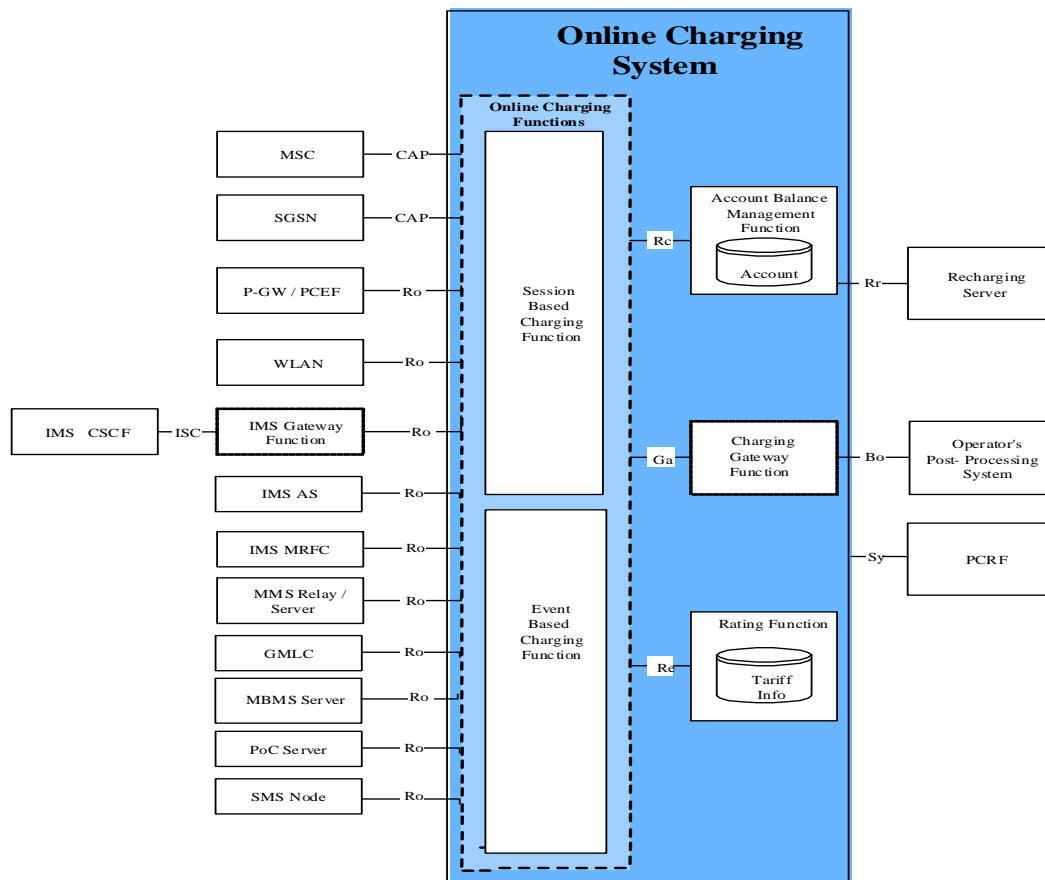 Online Charging
System
Online Charging
Functions
MSC
CAP
SGSN
CAP
P-GW / PCEF
Ro
WLAN
Ro
IMS CSCF
ISC
IMS Gateway
Function
Ro
IMS AS
Ro
IMS MRFC
Ro
MMS Relay /
Server
Ro
GMLC
Ro
MBMS Server
Ro
PoC Server
Ro
SMS Node
Ro
Session
Based
Charging
Function
Event
Based
Charging
Function
Rc
Account Balance
Management
Function
Account
Rr
Recharging
Server
Ga
Charging
Gateway
Function
Bo
Operator's
Post- Processing
System
Sy
PCRF
Re
Rating Function
Tariff
Info